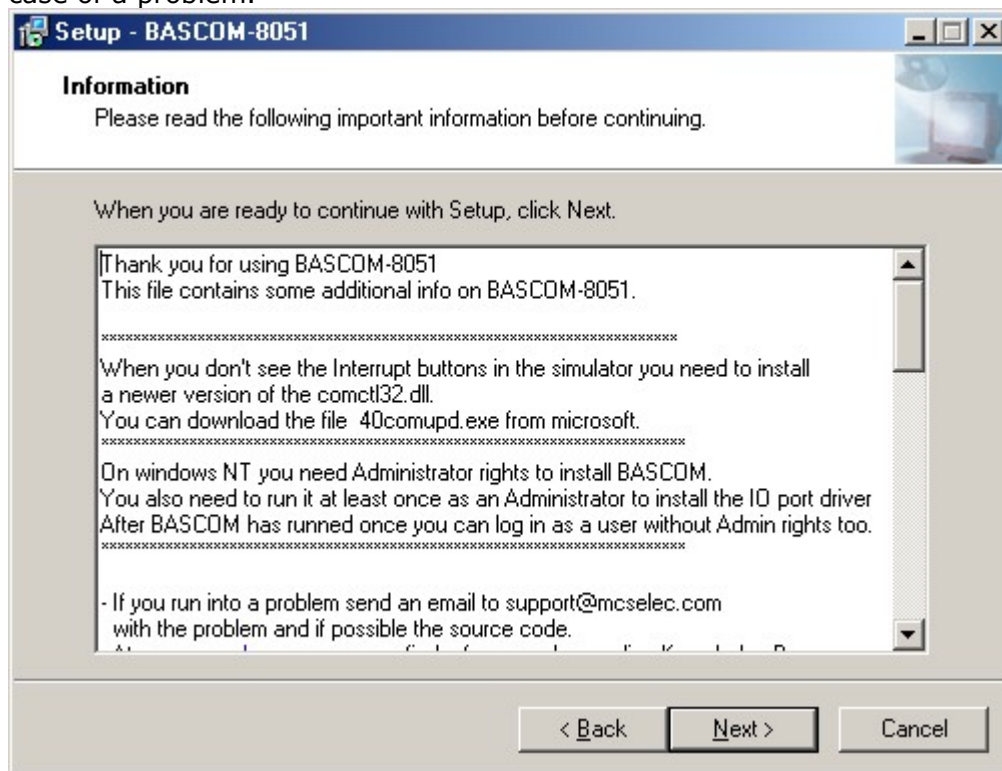 case of a problem.
Setup - BASCOM-8051
Information
Please read the following important information before continuing.
When you are ready to continue with Setup, click Next.
Thank you for using BASCOM-8051
This file contains some additional info on BASCOM-8051.
************************************************************************
When you don't see the Interrupt buttons in the simulator you need to install
a newer version of the comctl32.dll.
You can download the file 40comupd.exe from microsoft.
*************************************************************************
On windows NT you need Administrator rights to install BASCOM.
You also need to run it at least once as an Administrator to install the IO port driver
After BASCOM has runned once you can log in as a user without Admin rights too.
*************************************************************************
- If you run into a problem send an email to support@mcselec.com
with the problem and if possible the source code.
< Back
Next >
Cancel